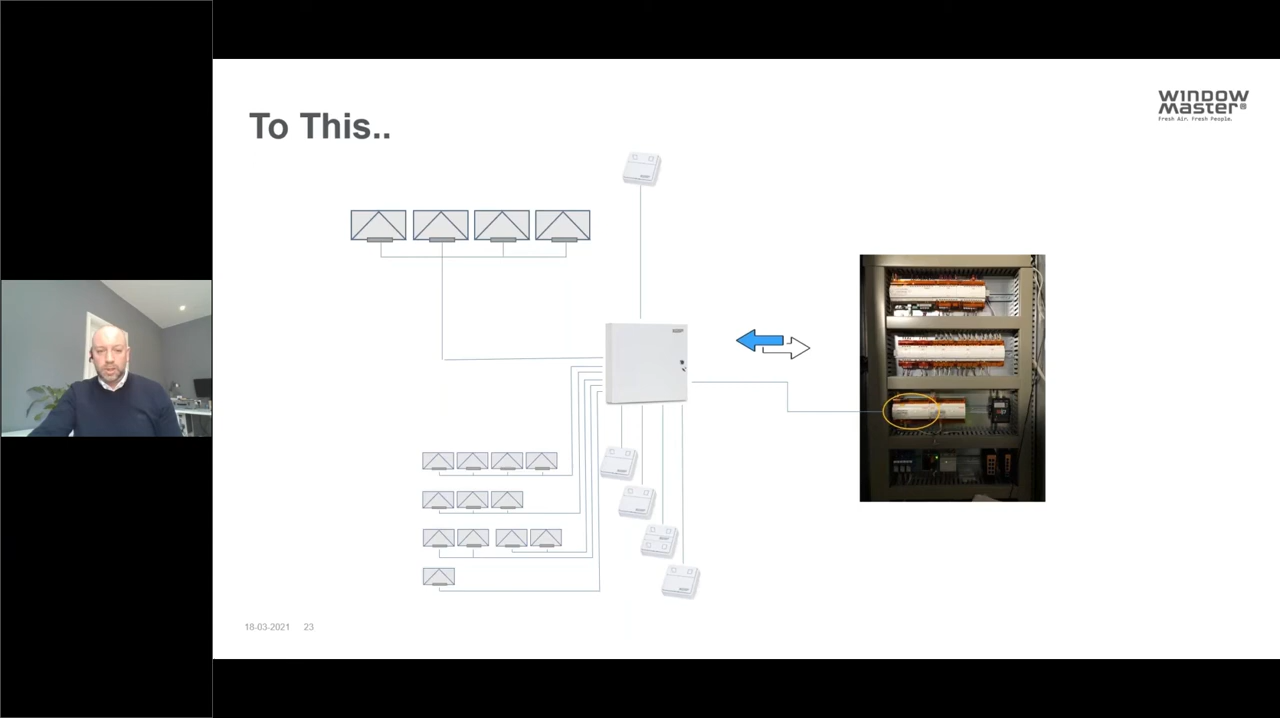 To This..
WINDOW
MASTER
Fresh Air. Fresh People.
18-03-2021 23